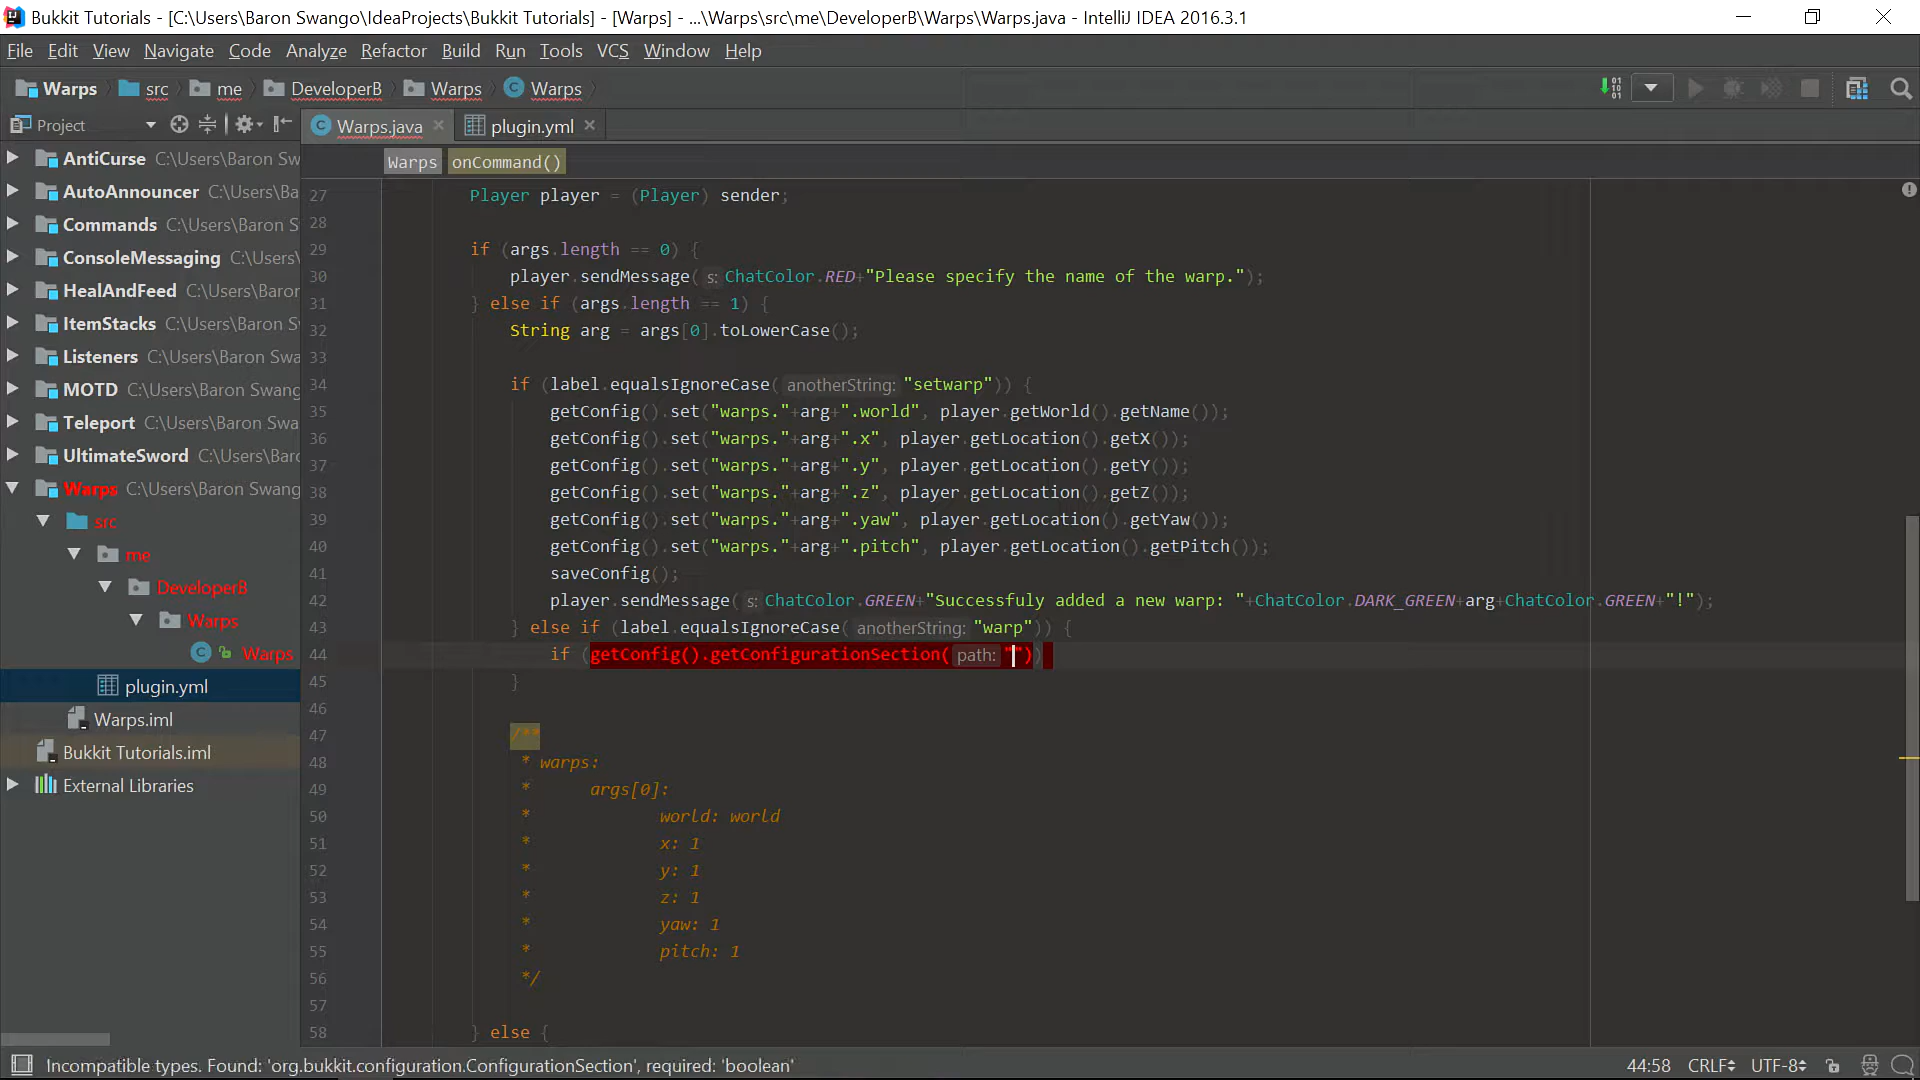 Bukkit Tutorials - [C:\Users\Baron Swango\IdeaProjects\Bukkit Tutorials] - [Warps] - ...\Warps\src\me\DeveloperB\Warps\Warps.java - IntelliJ IDEA 2016.3.1
File Edit View Navigate Code Analyze Refactor Build Run Tools VCS Window Help
Warps src me DeveloperB Warps Warps
Project Warps.java plugin.yml
Warps onCommand()
AntiCurse C:\Users\Baron Sw
AutoAnnouncer C:\Users\Ba
Commands C:\Users\Baron S
ConsoleMessaging C:\Users
HealAndFeed C:\Users\Baror
ItemStacks C:\Users\Baron S
Listeners C:\Users\Baron Swa
MOTD C:\Users\Baron Swang
Teleport C:\Users\Baron Swa
UltimateSword C:\Users\Barc
Warps C:\Users\Baron Swang
src
me
DeveloperB
Warps
Warps
plugin.yml
Warps.iml
Bukkit Tutorials.iml
External Libraries
27 Player player = (Player) sender;
28
29 if (args.length == 0) {
30 player.sendMessage( s: ChatColor.RED+"Please specify the name of the warp.");
31 } else if (args.length == 1) {
32 String arg = args[0].toLowerCase();
33
34 if (label.equalsIgnoreCase( anotherString: "setwarp")) {
35 getConfig().set("warps."+arg+".world", player.getWorld().getName());
36 getConfig().set("warps."+arg+".x", player.getLocation().getX());
37 getConfig().set("warps."+arg+".y", player.getLocation().getY());
38 getConfig().set("warps."+arg+".z", player.getLocation().getZ());
39 getConfig().set("warps."+arg+".yaw", player.getLocation().getYaw());
40 getConfig().set("warps."+arg+".pitch", player.getLocation().getPitch());
41 saveConfig();
42 player.sendMessage( s: ChatColor.GREEN+"Successfuly added a new warp: "+ChatColor.DARK_GREEN+arg+ChatColor.GREEN+"!");
43 } else if (label.equalsIgnoreCase( anotherString: "warp")) {
44 if (getConfig().getConfigurationSection( path: ""))
45 }
46
47 /**
48 * warps:
49 * args[0]:
50 * world: world
51 * x: 1
52 * y: 1
53 * z: 1
54 * yaw: 1
55 * pitch: 1
56 */
57
58 } else {
Incompatible types. Found: 'org.bukkit.configuration.ConfigurationSection', required: 'boolean' 44:58 CRLF UTF-8